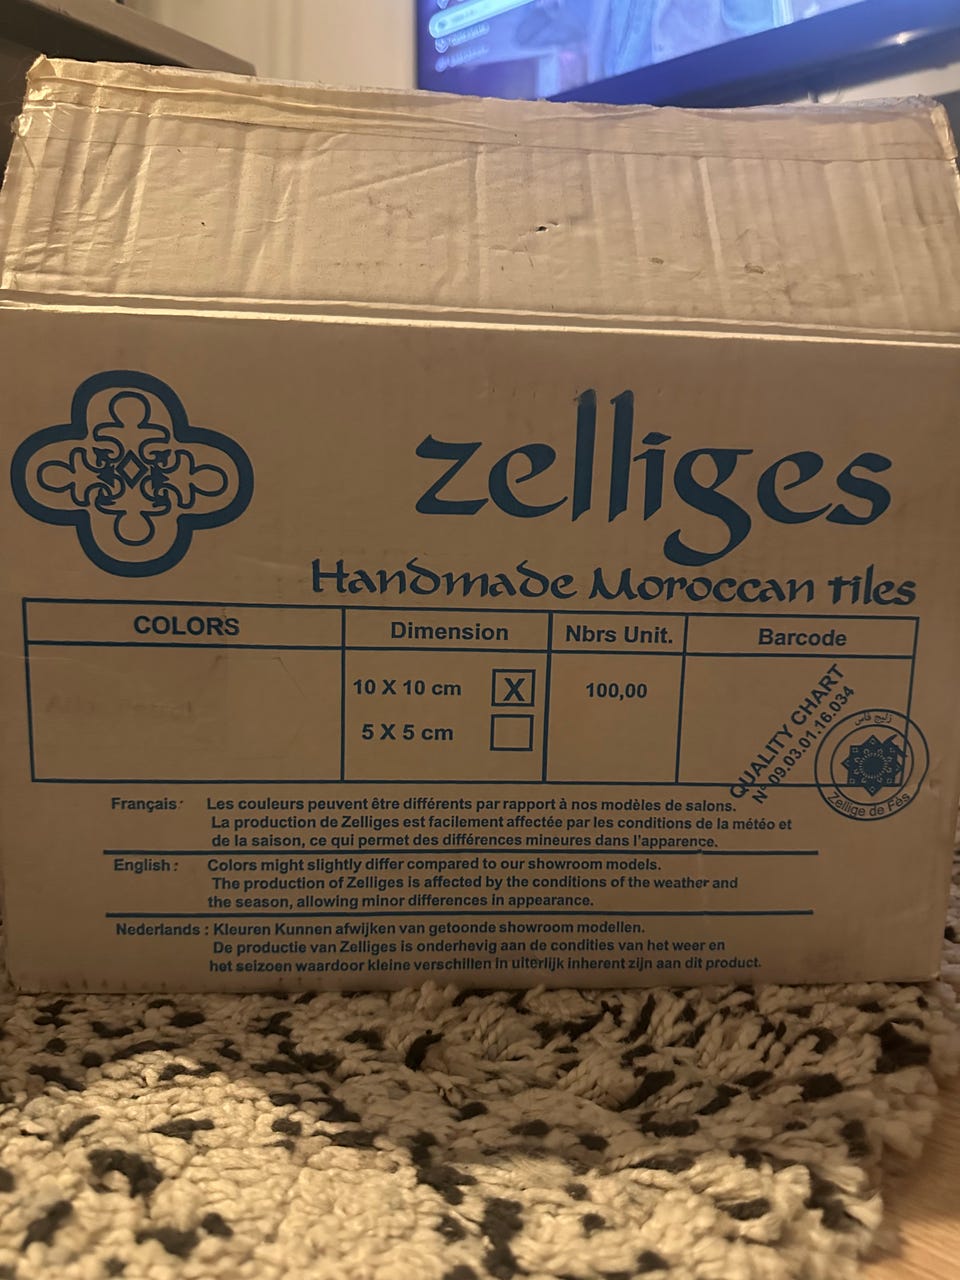 zelliges
Handmade Moroccan tiles
COLORS Dimension Nbrs Unit. Barcode
10 X 10 cm X 100,00
5 X 5 cm
QUALITY CHART
N° 09.03.01.16.034
زليج فاس
Zellige de Fès
Français : Les couleurs peuvent être différents par rapport à nos modèles de salons.
La production de Zelliges est facilement affectée par les conditions de la météo et
de la saison, ce qui permet des différences mineures dans l'apparence.
English : Colors might slightly differ compared to our showroom models.
The production of Zelliges is affected by the conditions of the weather and
the season, allowing minor differences in appearance.
Nederlands : Kleuren Kunnen afwijken van getoonde showroom modellen.
De productie van Zelliges is onderhevig aan de condities van het weer en
het seizoen waardoor kleine verschillen in uiterlijk inherent zijn aan dit product.